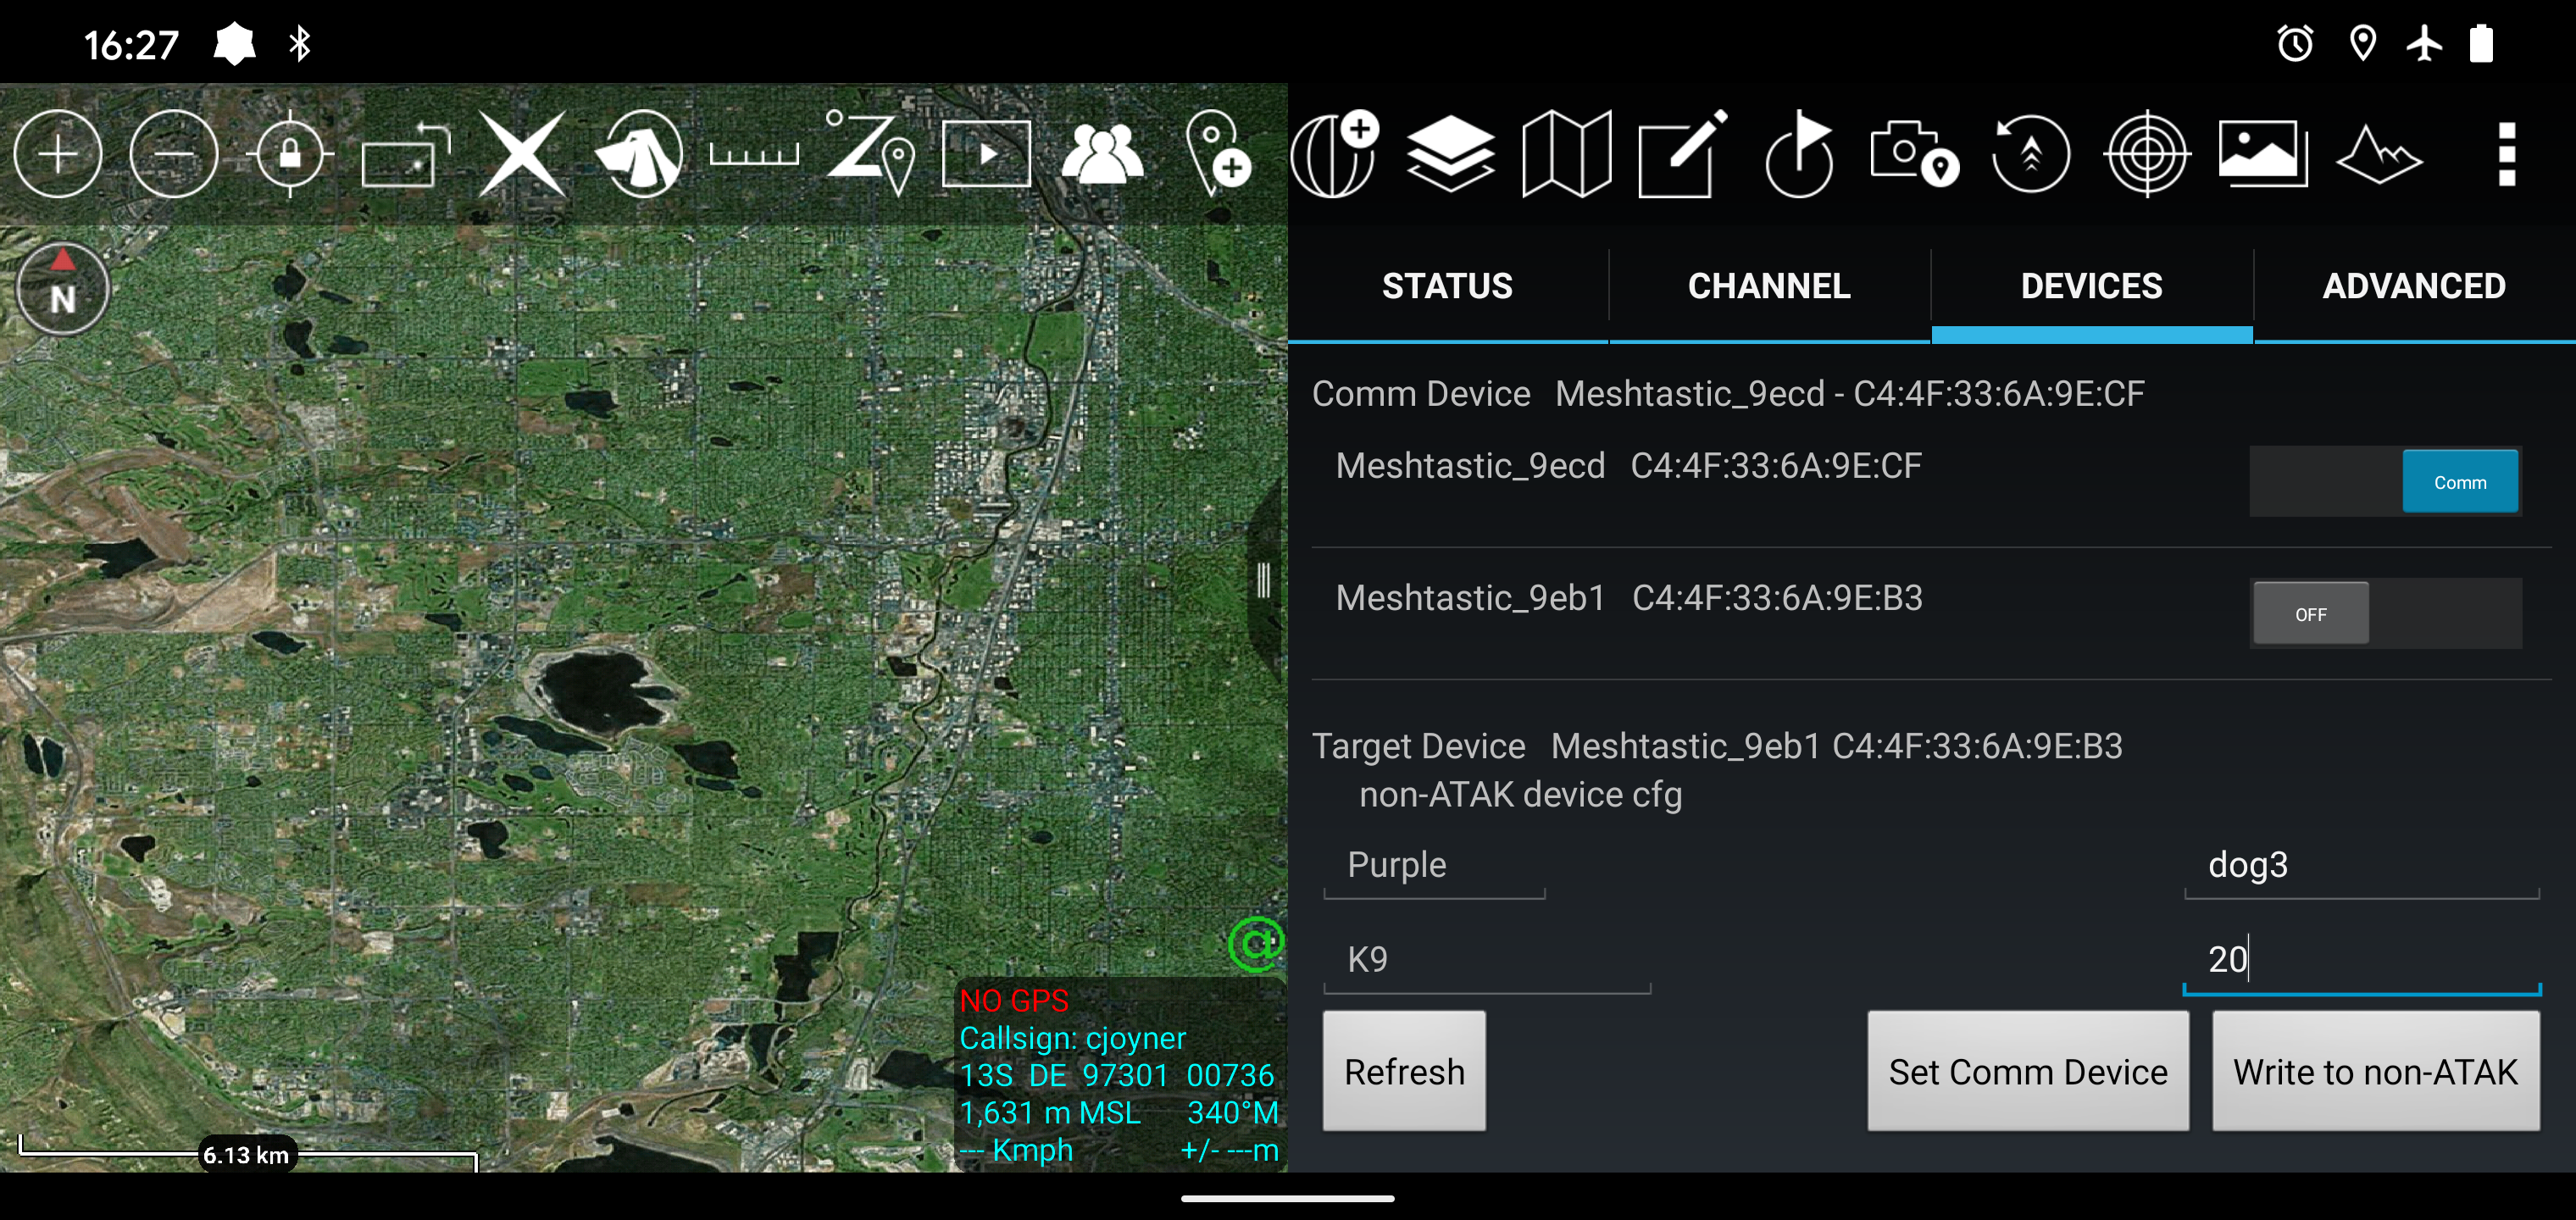 16:27
N
STATUS CHANNEL DEVICES ADVANCED
Comm Device Meshtastic_9ecd - C4:4F:33:6A:9E:CF
Meshtastic_9ecd C4:4F:33:6A:9E:CF Comm
Meshtastic_9eb1 C4:4F:33:6A:9E:B3 OFF
Target Device Meshtastic_9eb1 C4:4F:33:6A:9E:B3
non-ATAK device cfg
Purple dog3
K9 20
Refresh Set Comm Device Write to non-ATAK
@
NO GPS
Callsign: cjoyner
13S DE 97301 00736
1,631 m MSL 340°M
--- Kmph +/- ---m
6.13 km